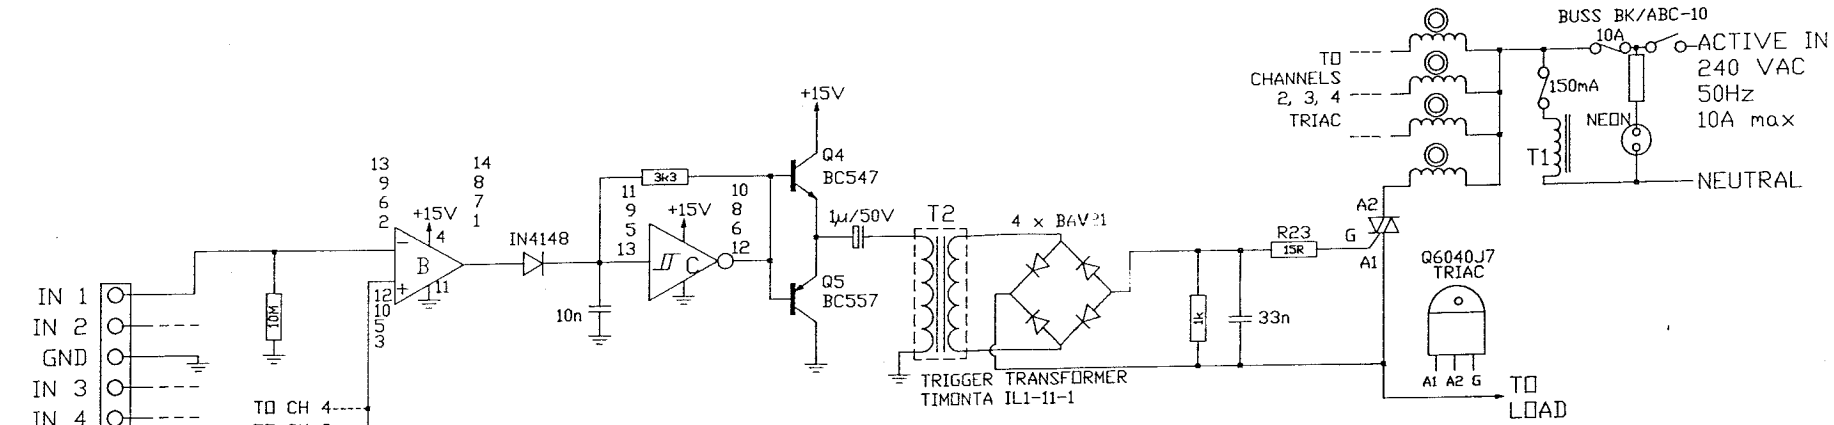 BUSS BK/ABC-10
10A
ACTIVE IN
240 VAC
50Hz
10A max
TO
CHANNELS
2, 3, 4
TRIAC
150mA
NEON
T1
NEUTRAL
+15V
Q4
BC547
13
9
6
2
14
8
7
1
+15V
4
B
11
12
10
5
3
IN4148
3k3
11
9
5
13
+15V
C
10
8
6
12
10n
Q5
BC557
1µ/50V
T2
4 x
R23
15R
A2
G
A1
Q6040J7
TRIAC
A1 A2 G
1k
33n
TRIGGER TRANSFORMER
TIMONTA IL1-11-1
TO
LOAD
IN 1
IN 2
GND
IN 3
IN 4
10M
TO CH 4